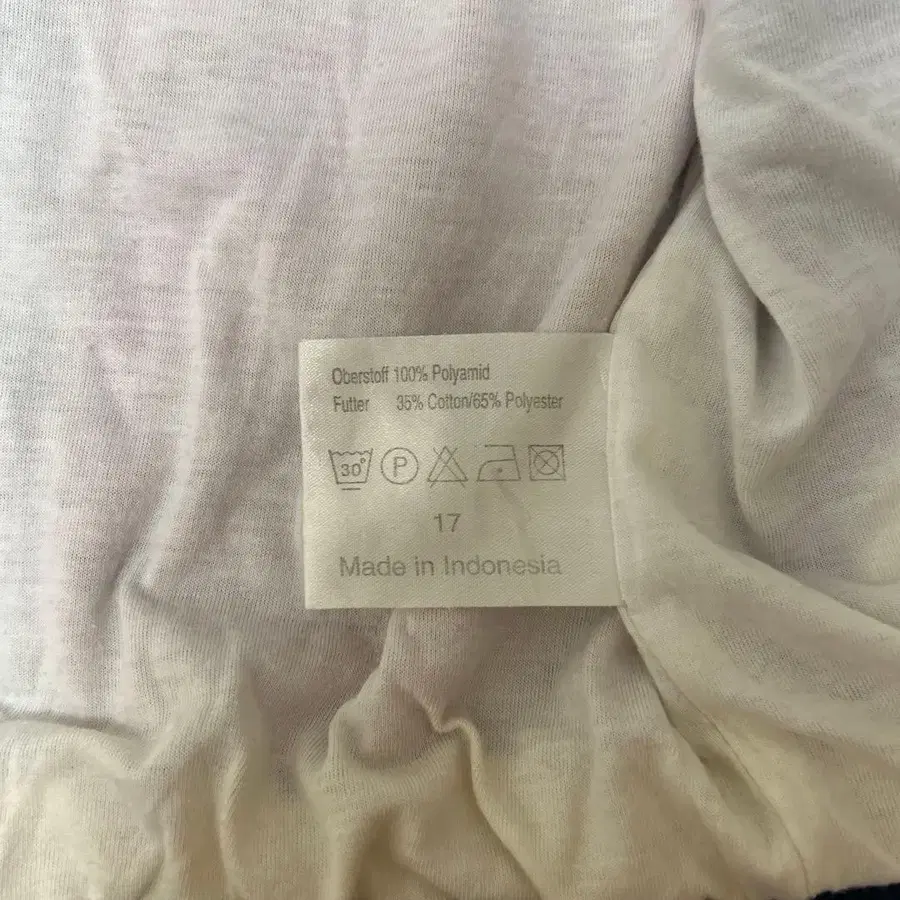 Oberstoff 100% Polyamid
Futter 35% Cotton/65% Polyester
30° P
17
Made in Indonesia